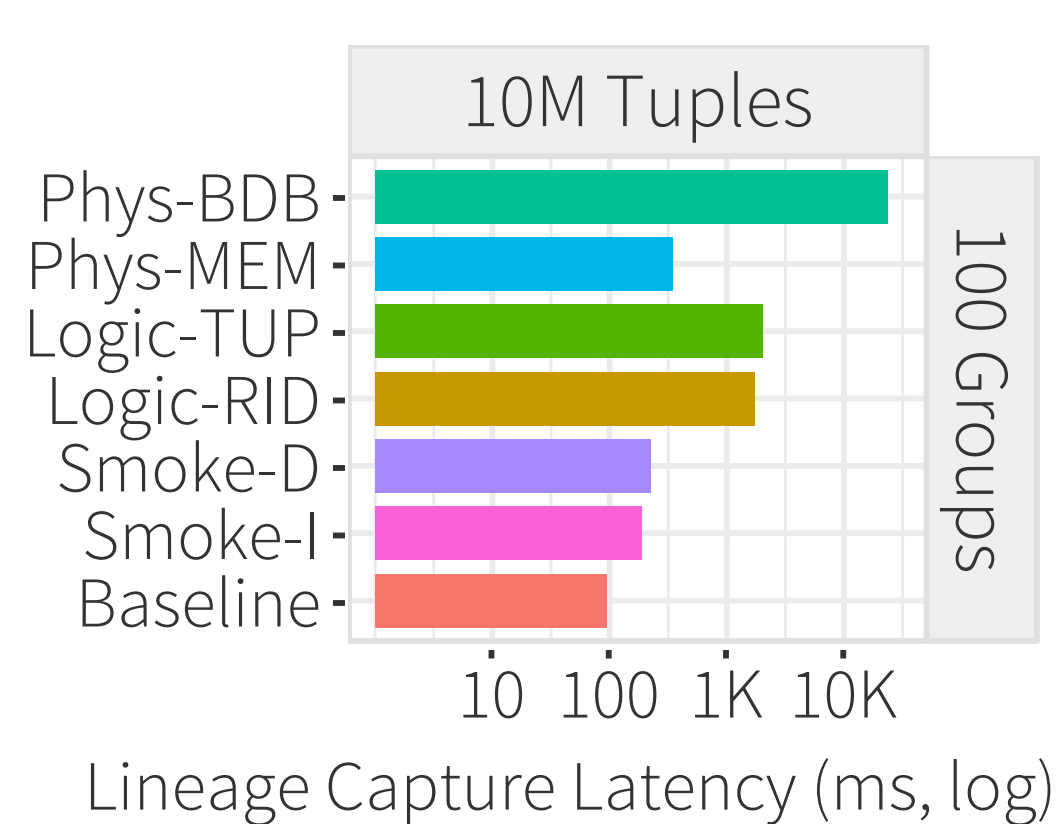 10M Tuples
Phys-BDB
Phys-MEM
Logic-TUP
Logic-RID
Smoke-D
Smoke-I
Baseline
100 Groups
10 100 1K 10K
Lineage Capture Latency (ms, log)